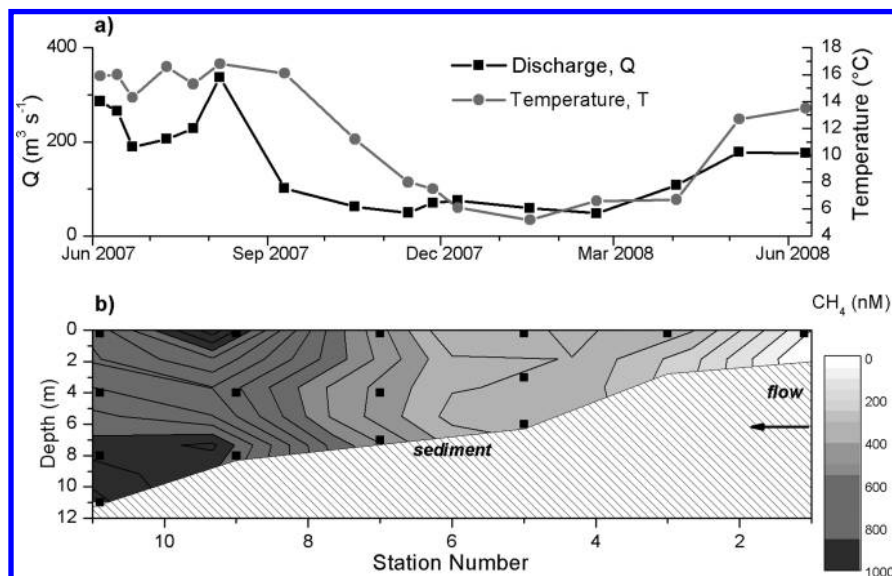 a)
400
200
0
Q (m³ s⁻¹)
Discharge, Q
Temperature, T
18
16
14
12
10
8
6
4
Temperature (°C)
Jun 2007
Sep 2007
Dec 2007
Mar 2008
Jun 2008
b)
CH₄ (nM)
0
2
4
6
8
10
12
Depth (m)
flow
sediment
0
200
400
600
800
1000
10
8
6
4
2
Station Number